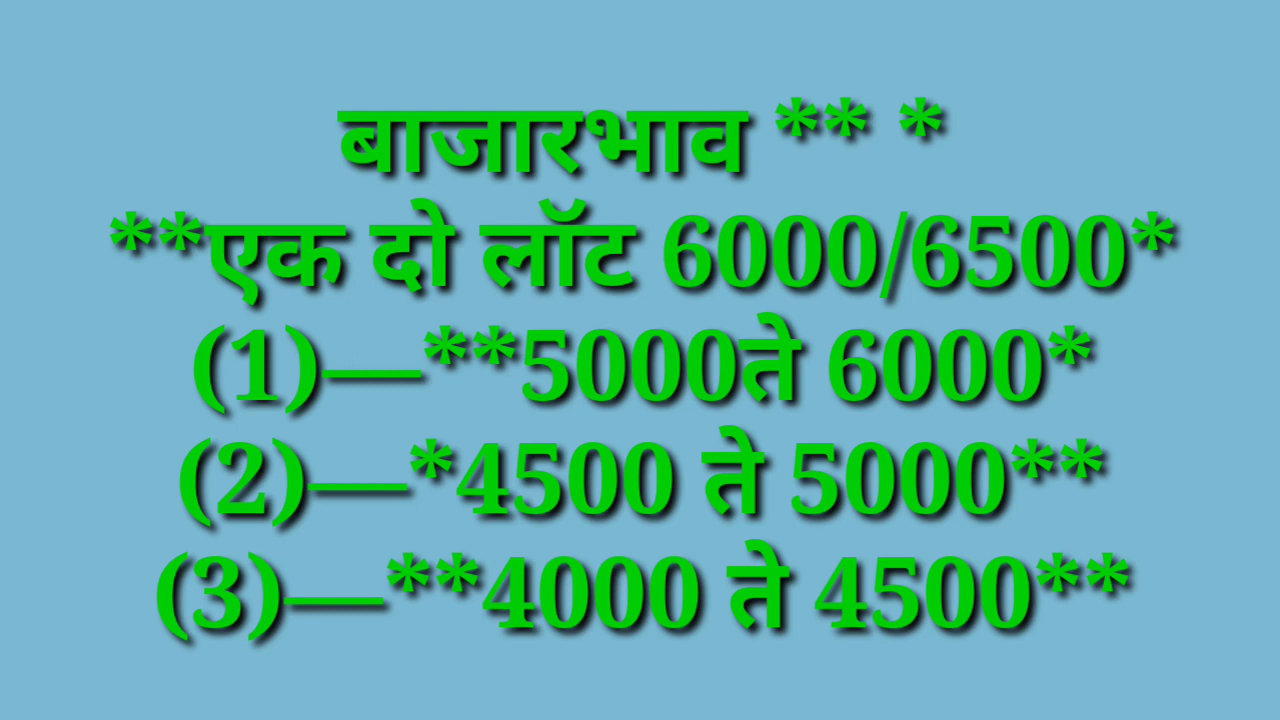 बाजारभाव ** *
**एक दो लॉट 6000/6500*
(1)—**5000ते 6000*
(2)—*4500 ते 5000**
(3)—**4000 ते 4500**